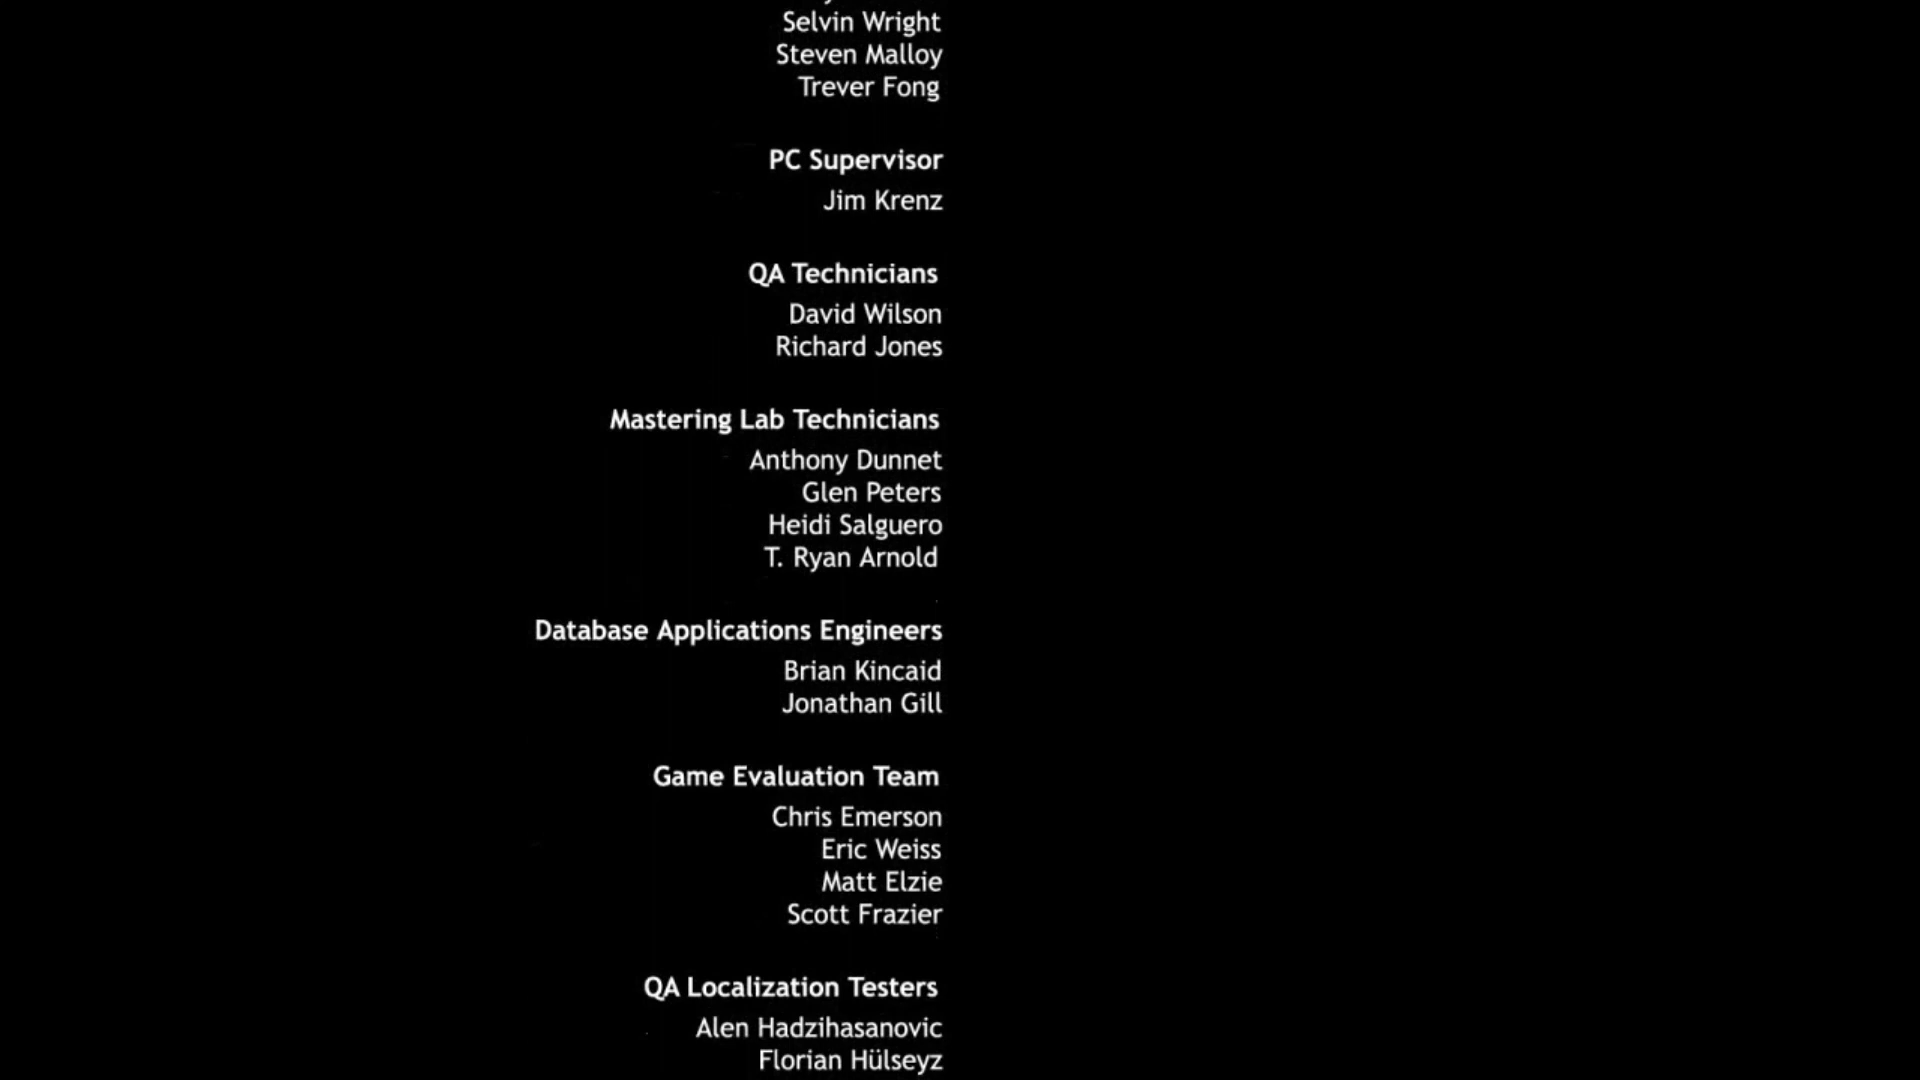 Selvin Wright
Steven Malloy
Trever Fong
PC Supervisor
Jim Krenz
QA Technicians
David Wilson
Richard Jones
Mastering Lab Technicians
Anthony Dunnet
Glen Peters
Heidi Salguero
T. Ryan Arnold
Database Applications Engineers
Brian Kincaid
Jonathan Gill
Game Evaluation Team
Chris Emerson
Eric Weiss
Matt Elzie
Scott Frazier
QA Localization Testers
Alen Hadzihasanovic
Florian Hülseyz